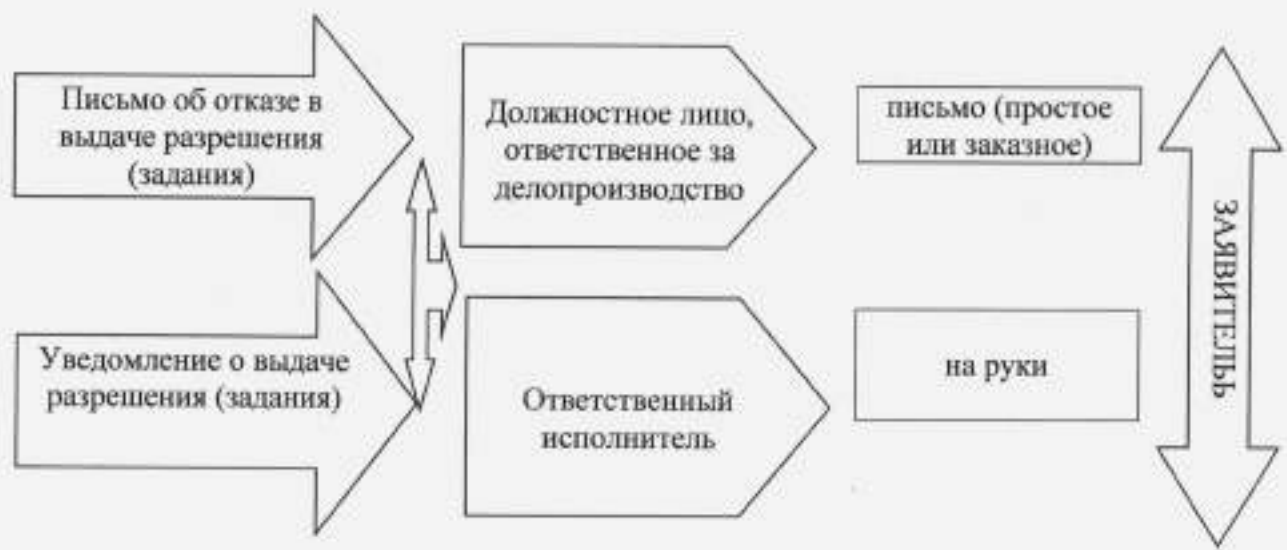 Письмо об отказе в
выдаче разрешения
(задания)
Должностное лицо,
ответственное за
делопроизводство
письмо (простое
или заказное)
ЗАЯВИТЕЛЬЬ
Уведомление о выдаче
разрешения (задания)
Ответственный
исполнитель
на руки